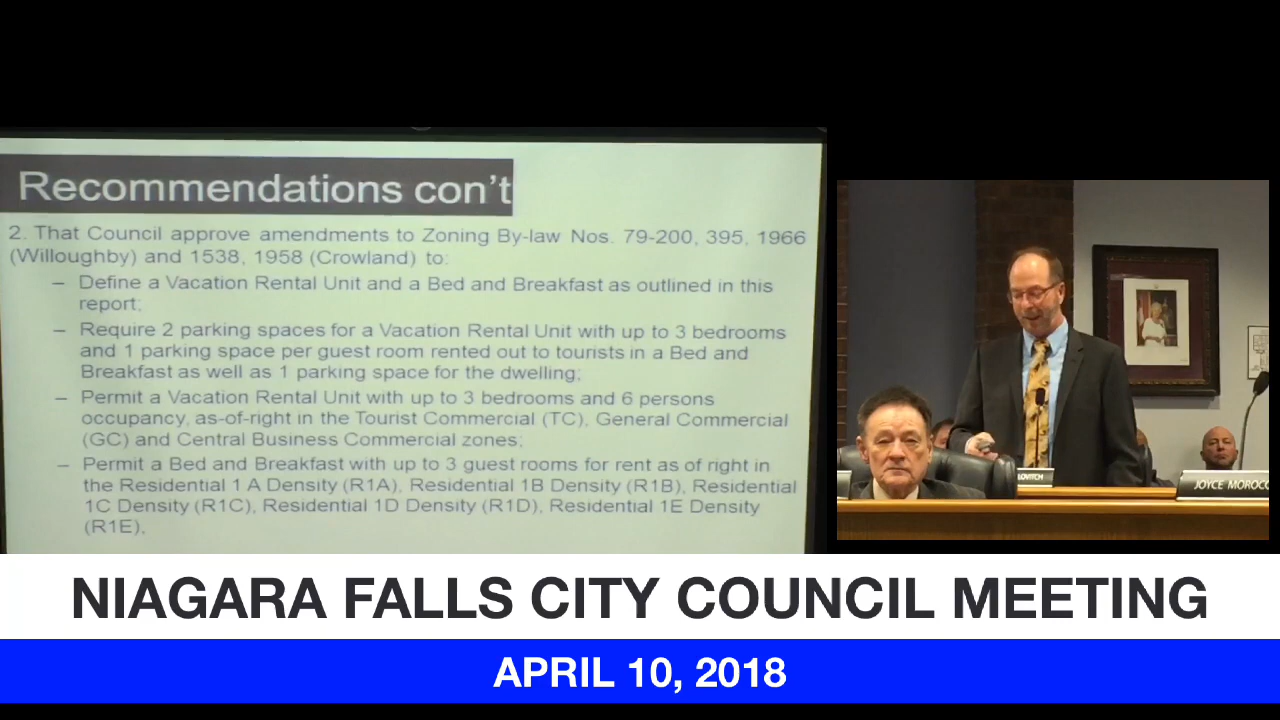 Recommendations con't
2. That Council approve amendments to Zoning By-law Nos. 79-200, 395, 1966
(Willoughby) and 1538, 1958 (Crowland) to:
– Define a Vacation Rental Unit and a Bed and Breakfast as outlined in this
report;
– Require 2 parking spaces for a Vacation Rental Unit with up to 3 bedrooms
and 1 parking space per guest room rented out to tourists in a Bed and
Breakfast as well as 1 parking space for the dwelling;
– Permit a Vacation Rental Unit with up to 3 bedrooms and 6 persons
occupancy, as-of-right in the Tourist Commercial (TC), General Commercial
(GC) and Central Business Commercial zones;
– Permit a Bed and Breakfast with up to 3 guest rooms for rent as of right in
the Residential 1 A Density (R1A), Residential 1B Density (R1B), Residential
1C Density (R1C), Residential 1D Density (R1D), Residential 1E Density
(R1E),
LOVITCH
JOYCE MOROCC
NIAGARA FALLS CITY COUNCIL MEETING
APRIL 10, 2018